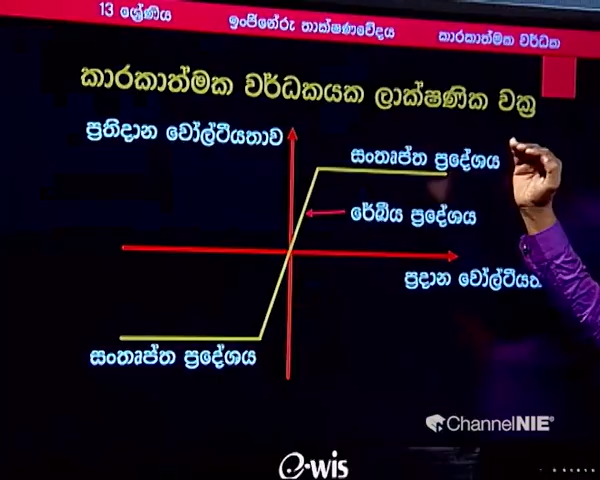 13 ශ්‍රේණිය ඉංජිනේරු තාක්ෂණවේදය කාරකාත්මක වර්ධක
කාරකාත්මක වර්ධකයක ලාක්ෂණික වක්‍ර
ප්‍රතිදාන වෝල්ටීයතාව
සංතෘප්ත ප්‍රදේශය
රේඛීය ප්‍රදේශය
ප්‍රදාන වෝල්ටීයත
සංතෘප්ත ප්‍රදේශය
ChannelNIE
e-wis